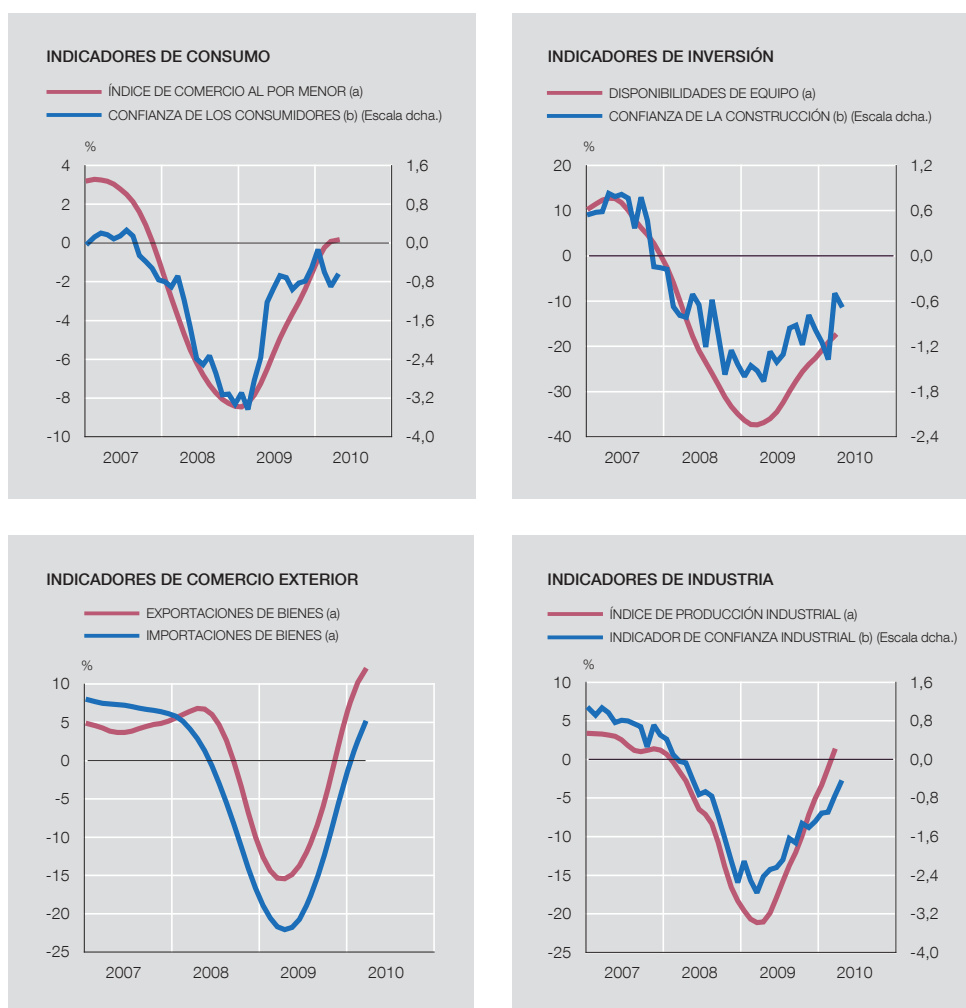 INDICADORES DE CONSUMO
ÍNDICE DE COMERCIO AL POR MENOR (a)
CONFIANZA DE LOS CONSUMIDORES (b) (Escala dcha.)
%
4 1,6
2 0,8
0 0,0
-2 -0,8
-4 -1,6
-6 -2,4
-8 -3,2
-10 -4,0
2007 2008 2009 2010
INDICADORES DE INVERSIÓN
DISPONIBILIDADES DE EQUIPO (a)
CONFIANZA DE LA CONSTRUCCIÓN (b) (Escala dcha.)
%
20 1,2
10 0,6
0 0,0
-10 -0,6
-20 -1,2
-30 -1,8
-40 -2,4
2007 2008 2009 2010
INDICADORES DE COMERCIO EXTERIOR
EXPORTACIONES DE BIENES (a)
IMPORTACIONES DE BIENES (a)
%
10
5
0
-5
-10
-15
-20
-25
2007 2008 2009 2010
INDICADORES DE INDUSTRIA
ÍNDICE DE PRODUCCIÓN INDUSTRIAL (a)
INDICADOR DE CONFIANZA INDUSTRIAL (b) (Escala dcha.)
%
10 1,6
5 0,8
0 0,0
-5 -0,8
-10 -1,6
-15 -2,4
-20 -3,2
-25 -4,0
2007 2008 2009 2010